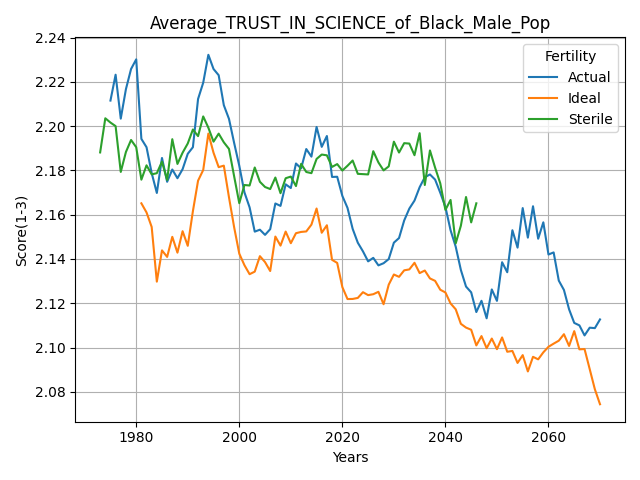 Average_TRUST_IN_SCIENCE_of_Black_Male_Pop
Score(1-3)
2.24
2.22
2.20
2.18
2.16
2.14
2.12
2.10
2.08
Fertility
Actual
Ideal
Sterile
1980
2000
2020
2040
2060
Years